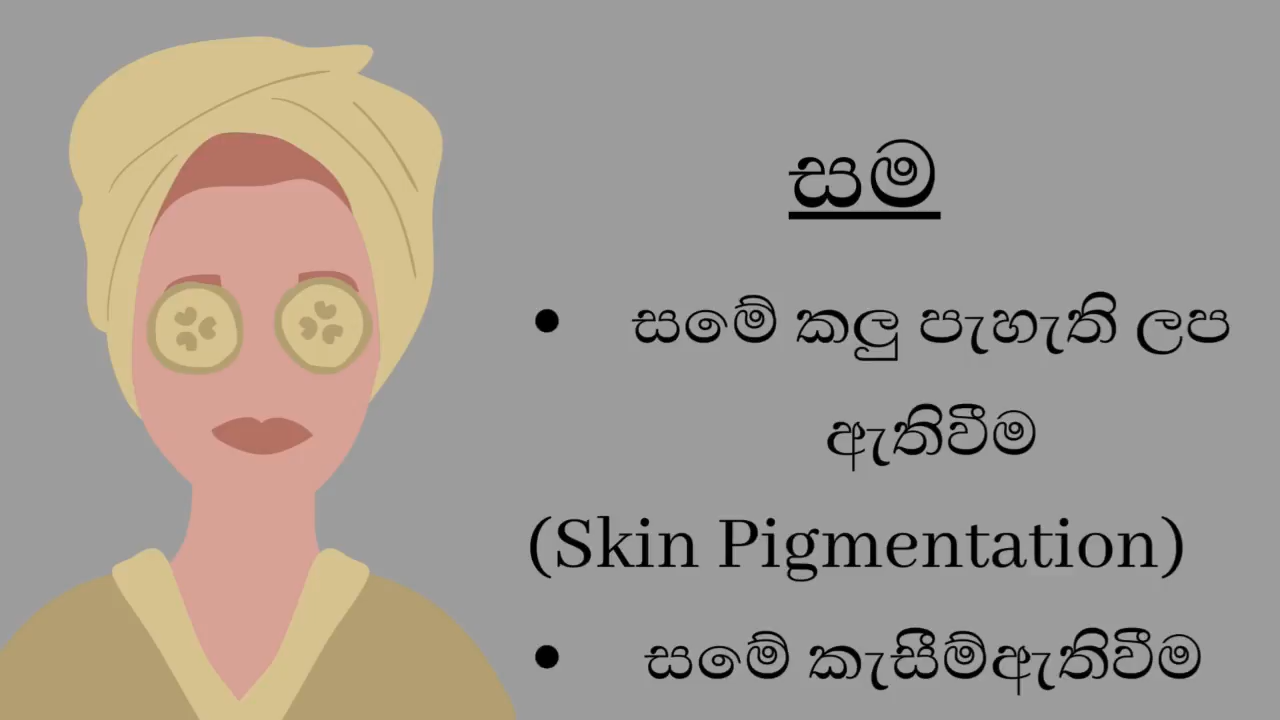 සම
• සමේ කලු පැහැති ලප
ඇතිවීම
(Skin Pigmentation)
• සමේ කැසීම්ඇතිවීම